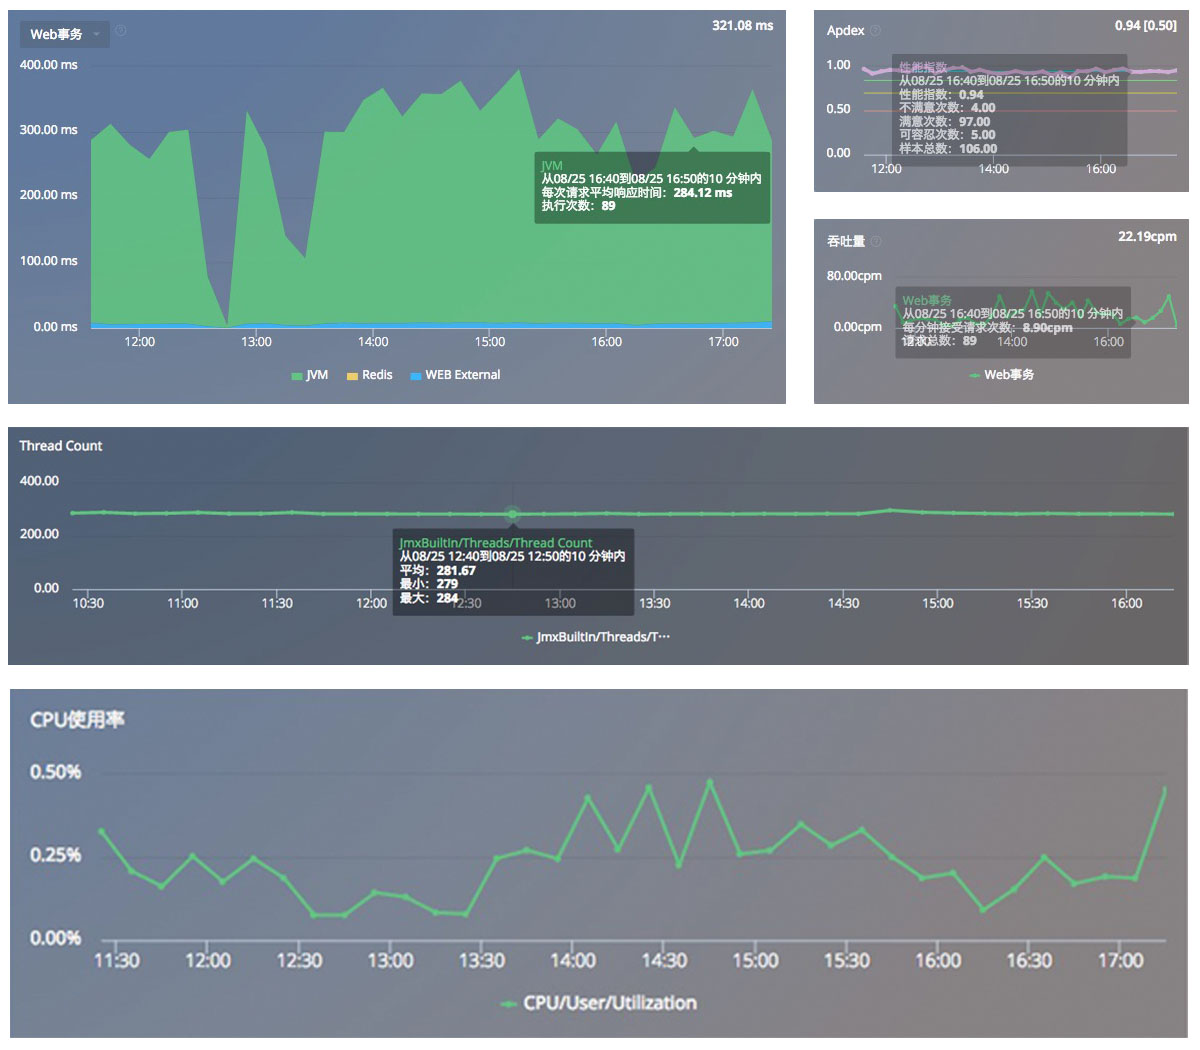 Web事务
321.08 ms
400.00 ms
300.00 ms
200.00 ms
100.00 ms
0.00 ms
JVM
从08/25 16:40到08/25 16:50的10 分钟内
每次请求平均响应时间：284.12 ms
执行次数：89
12:00 13:00 14:00 15:00 16:00 17:00
JVM Redis WEB External
Apdex
0.94 [0.50]
1.00
0.50
0.00
性能指数
从08/25 16:40到08/25 16:50的10 分钟内
性能指数：0.94
不满意次数：4.00
满意次数：97.00
可容忍次数：5.00
样本总数：106.00
12:00 14:00 16:00
吞吐量
22.19cpm
80.00cpm
0.00cpm
Web事务
从08/25 16:40到08/25 16:50的10 分钟内
每分钟接受请求次数：8.90cpm
请求总数：89
14:00 16:00
Web事务
Thread Count
400.00
200.00
0.00
JmxBuiltIn/Threads/Thread Count
从08/25 12:40到08/25 12:50的10 分钟内
平均：281.67
最小：279
最大：284
10:30 11:00 11:30 12:00 12:30 13:00 13:30 14:00 14:30 15:00 15:30 16:00
JmxBuiltIn/Threads/T···
CPU使用率
0.50%
0.25%
0.00%
11:30 12:00 12:30 13:00 13:30 14:00 14:30 15:00 15:30 16:00 16:30 17:00
CPU/User/Utilization